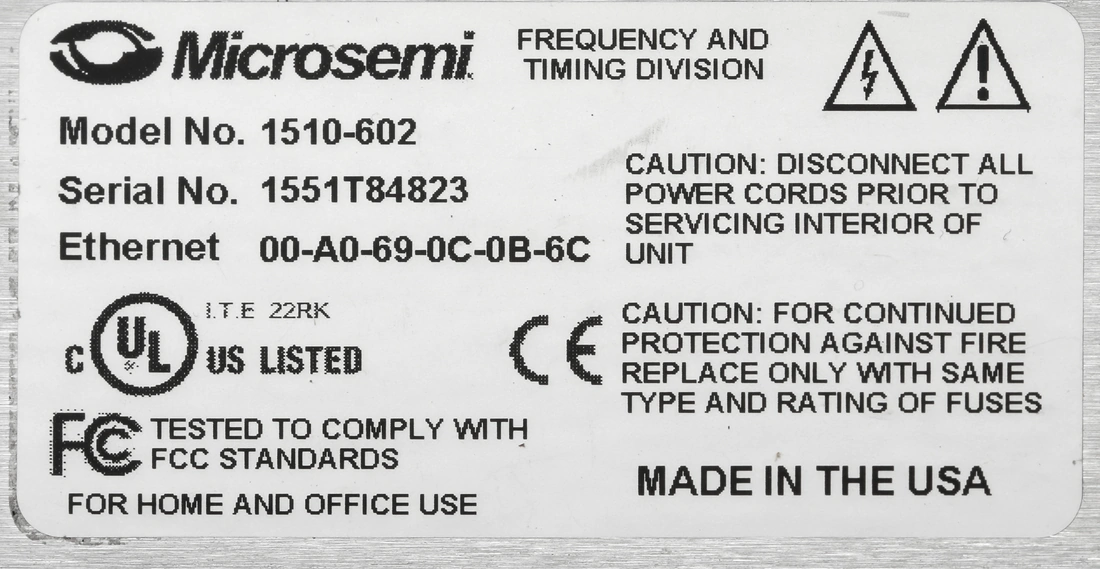 Microsemi
FREQUENCY AND
TIMING DIVISION
Model No. 1510-602
Serial No. 1551T84823
Ethernet 00-A0-69-0C-0B-6C
CAUTION: DISCONNECT ALL
POWER CORDS PRIOR TO
SERVICING INTERIOR OF
UNIT
I.T.E 22RK
C UL US LISTED
CE
CAUTION: FOR CONTINUED
PROTECTION AGAINST FIRE
REPLACE ONLY WITH SAME
TYPE AND RATING OF FUSES
FC TESTED TO COMPLY WITH
FCC STANDARDS
FOR HOME AND OFFICE USE
MADE IN THE USA